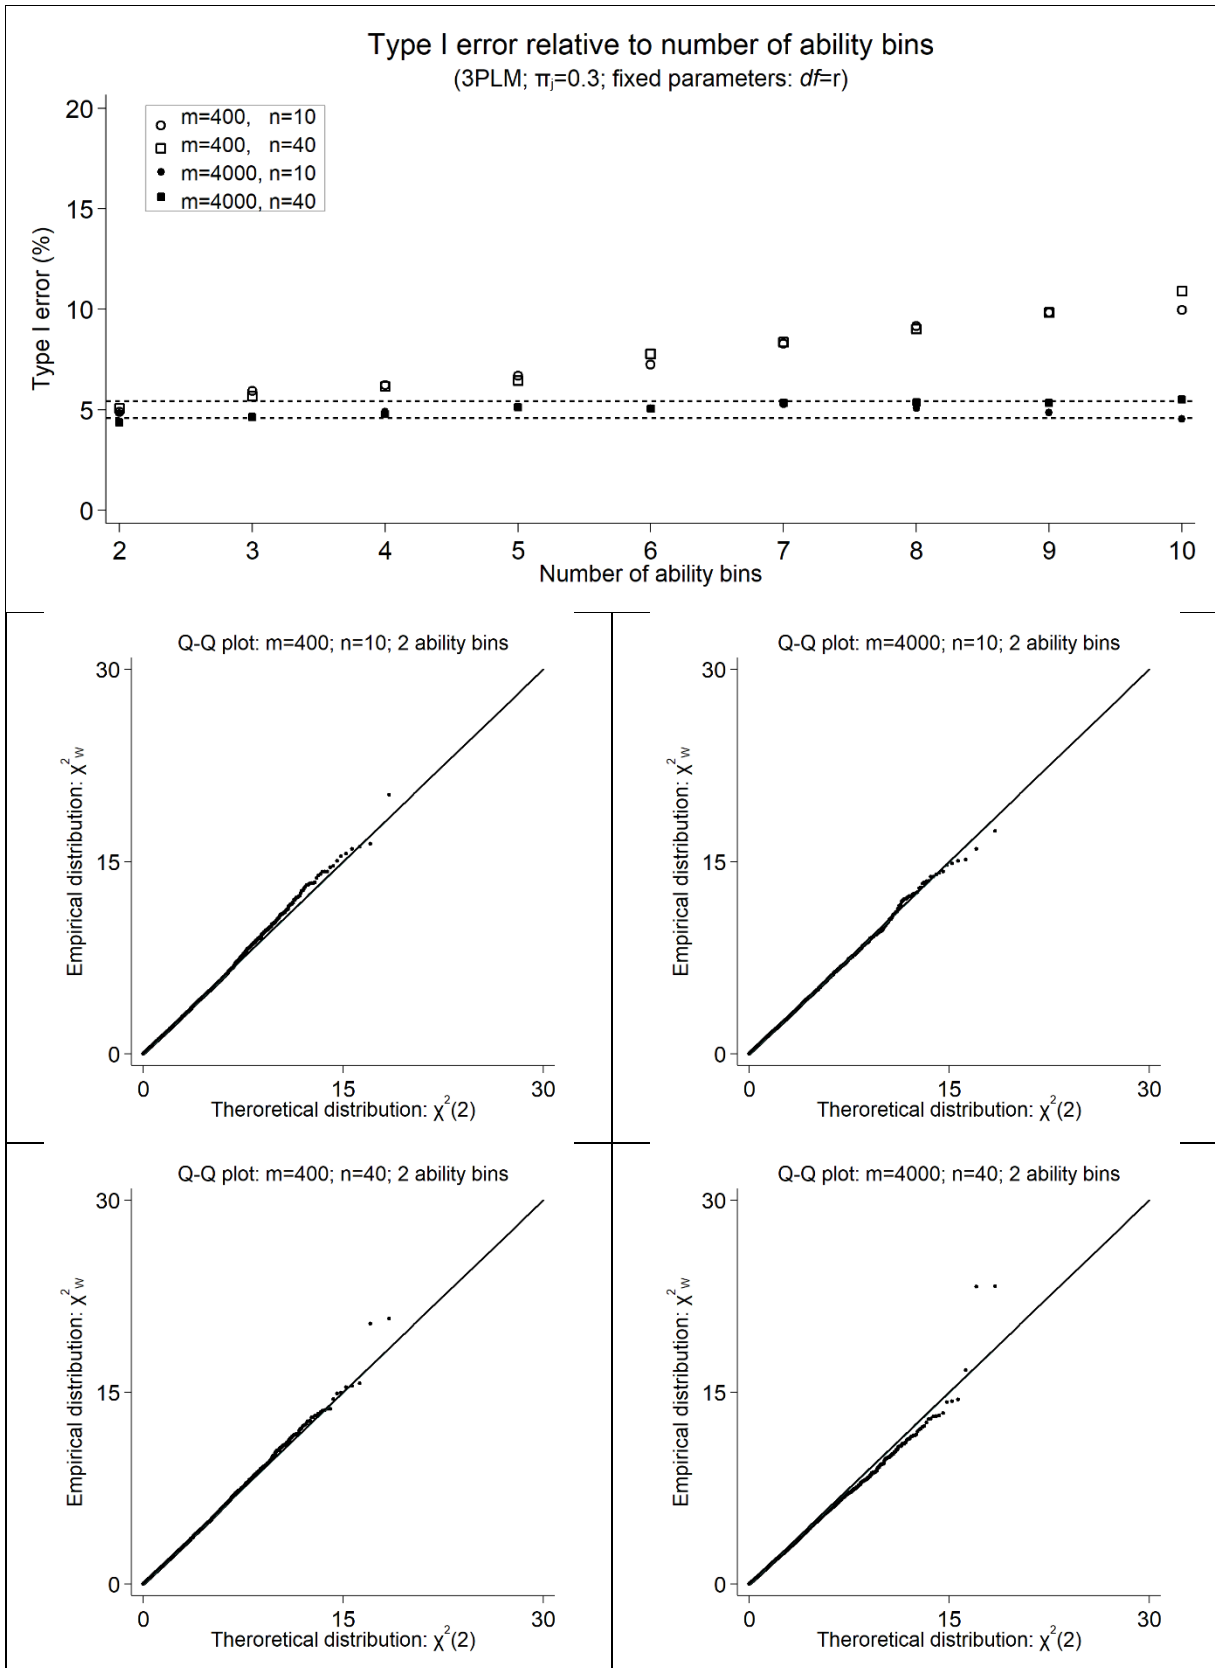 Type I error relative to number of ability bins
(3PLM; πj=0.3; fixed parameters: df=r)
Type I error (%)
20
15
10
5
0
m=400, n=10
m=400, n=40
m=4000, n=10
m=4000, n=40
2 3 4 5 6 7 8 9 10
Number of ability bins
Q-Q plot: m=400; n=10; 2 ability bins
Empirical distribution: χ²w
30
15
0
0 15 30
Theroretical distribution: χ²(2)
Q-Q plot: m=4000; n=10; 2 ability bins
Empirical distribution: χ²w
30
15
0
0 15 30
Theroretical distribution: χ²(2)
Q-Q plot: m=400; n=40; 2 ability bins
Empirical distribution: χ²w
30
15
0
0 15 30
Theroretical distribution: χ²(2)
Q-Q plot: m=4000; n=40; 2 ability bins
Empirical distribution: χ²w
30
15
0
0 15 30
Theroretical distribution: χ²(2)